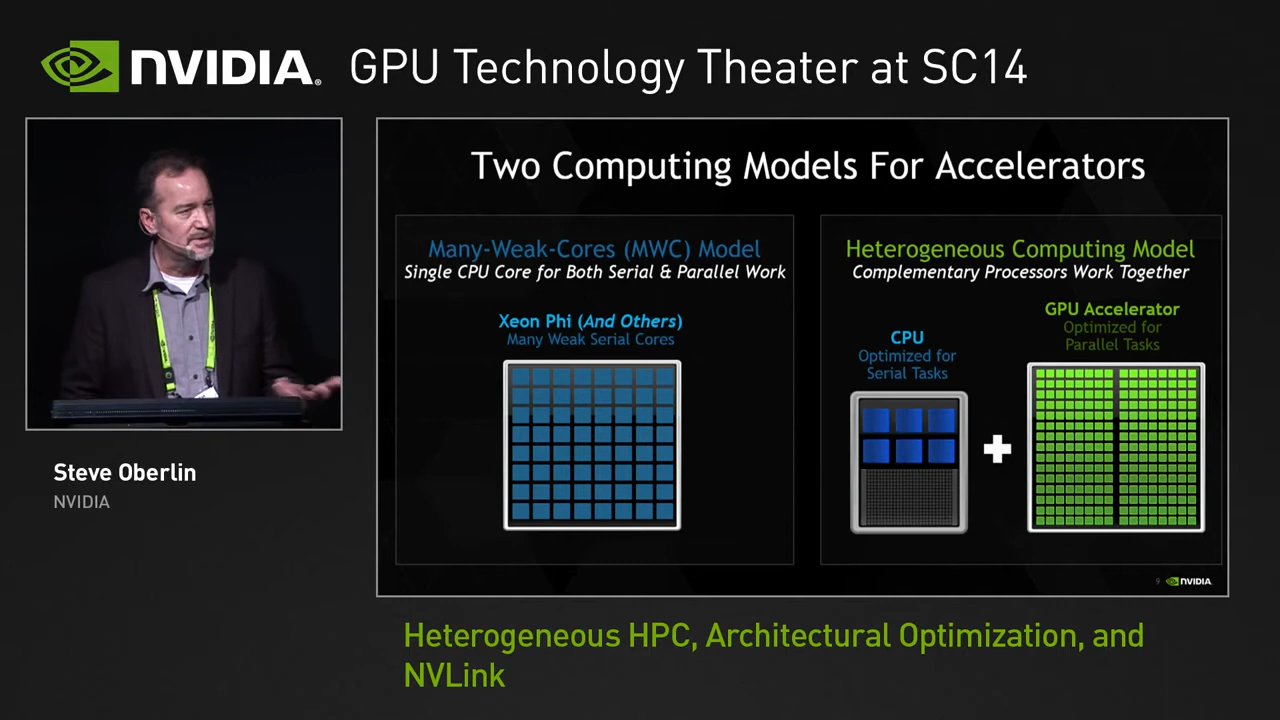 NVIDIA. GPU Technology Theater at SC14
Two Computing Models For Accelerators
Many-Weak-Cores (MWC) Model
Single CPU Core for Both Serial & Parallel Work
Xeon Phi (And Others)
Many Weak Serial Cores
Heterogeneous Computing Model
Complementary Processors Work Together
CPU
Optimized for
Serial Tasks
GPU Accelerator
Optimized for
Parallel Tasks
9 NVIDIA.
Steve Oberlin
NVIDIA
Heterogeneous HPC, Architectural Optimization, and
NVLink